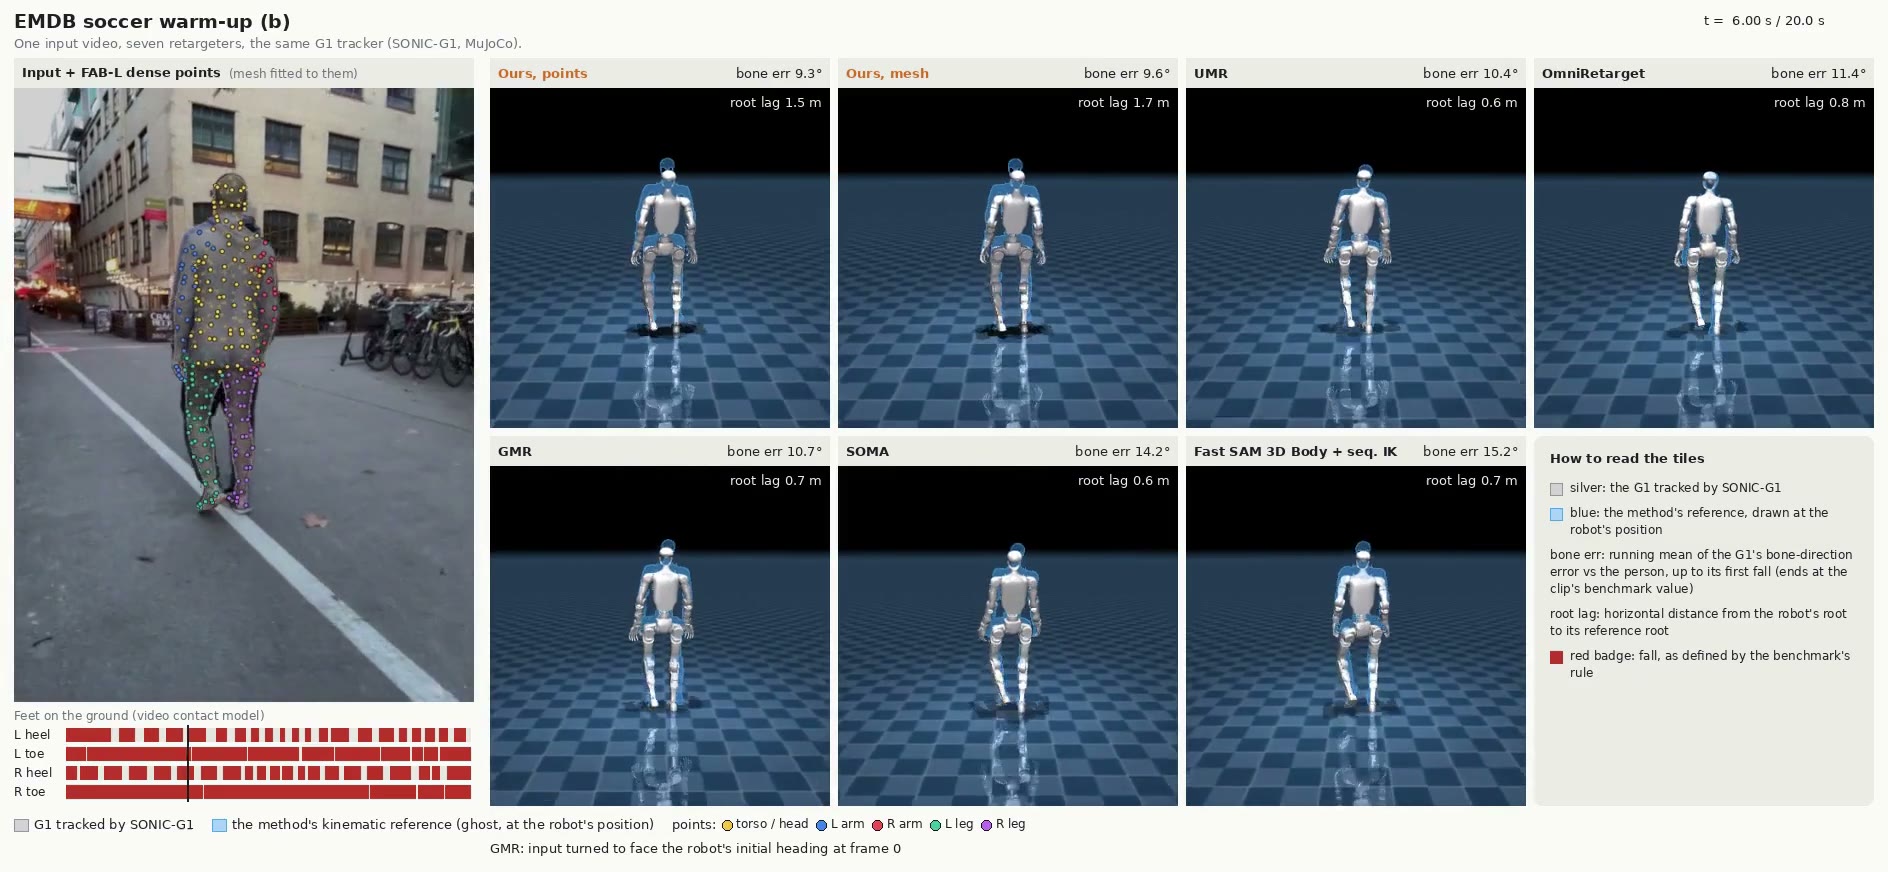 EMDB soccer warm-up (b)
t = 6.00 s / 20.0 s
One input video, seven retargeters, the same G1 tracker (SONIC-G1, MuJoCo).
Input + FAB-L dense points (mesh fitted to them)
Ours, points bone err 9.3°
root lag 1.5 m
Ours, mesh bone err 9.6°
root lag 1.7 m
UMR bone err 10.4°
root lag 0.6 m
OmniRetarget bone err 11.4°
root lag 0.8 m
GMR bone err 10.7°
root lag 0.7 m
SOMA bone err 14.2°
root lag 0.6 m
Fast SAM 3D Body + seq. IK bone err 15.2°
root lag 0.7 m
How to read the tiles
silver: the G1 tracked by SONIC-G1
blue: the method's reference, drawn at the
robot's position
bone err: running mean of the G1's bone-direction
error vs the person, up to its first fall (ends at the
clip's benchmark value)
root lag: horizontal distance from the robot's root
to its reference root
red badge: fall, as defined by the benchmark's
rule
Feet on the ground (video contact model)
L heel
L toe
R heel
R toe
G1 tracked by SONIC-G1 the method's kinematic reference (ghost, at the robot's position) points: torso / head L arm R arm L leg R leg
GMR: input turned to face the robot's initial heading at frame 0